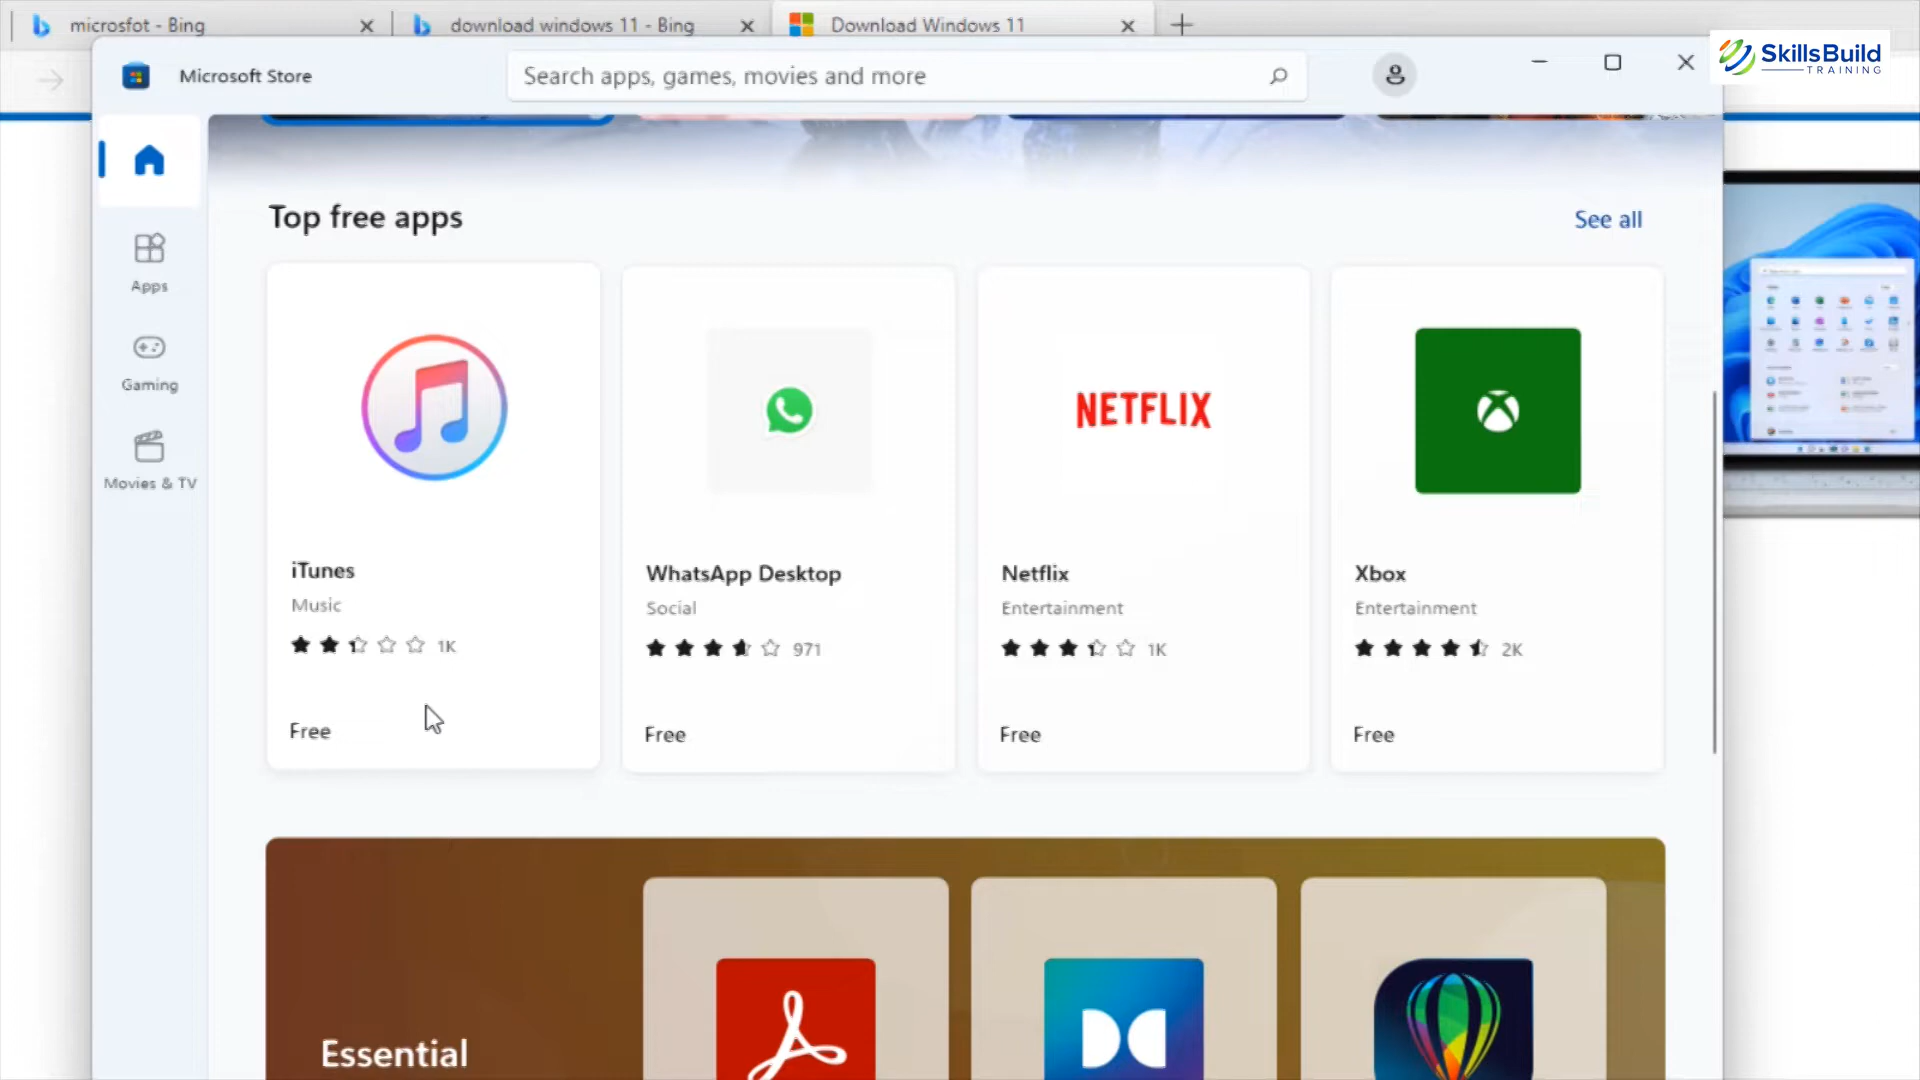 microsfot - Bing
download windows 11 - Bing
Download Windows 11
SkillsBuild
TRAINING
Microsoft Store
Search apps, games, movies and more
Top free apps
See all
Apps
Gaming
Movies & TV
NETFLIX
iTunes
Music
1K
Free
WhatsApp Desktop
Social
971
Free
Netflix
Entertainment
1K
Free
Xbox
Entertainment
2K
Free
Essential